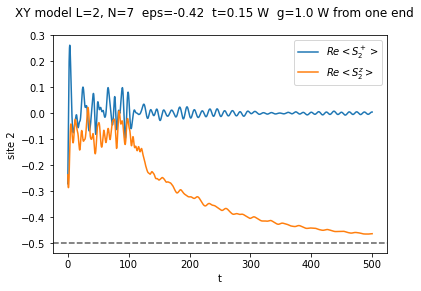 XY model L=2, N=7 eps=-0.42 t=0.15 W g=1.0 W from one end
0.3
0.2
0.1
0.0
−0.1
−0.2
−0.3
−0.4
−0.5
site 2
Re<S₂⁺>
Re<S₂ᶻ>
0 100 200 300 400 500
t